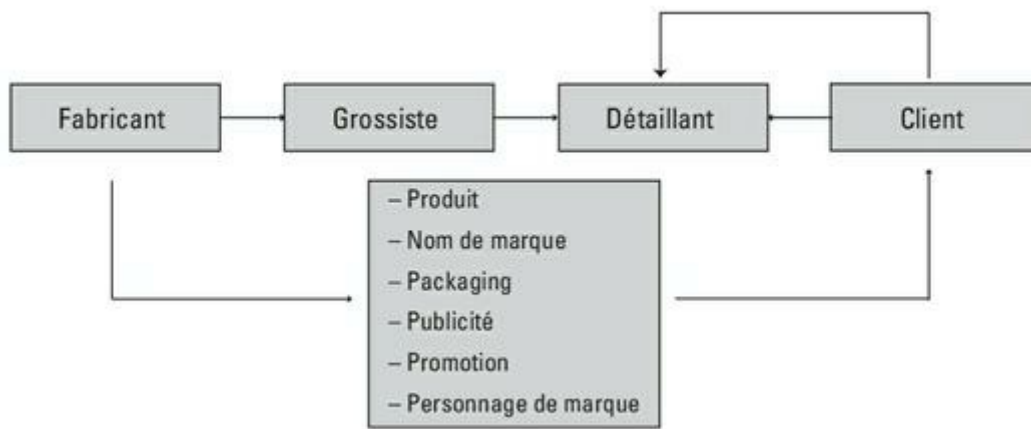 Fabricant
Grossiste
Détaillant
Client
– Produit
– Nom de marque
– Packaging
– Publicité
– Promotion
– Personnage de marque